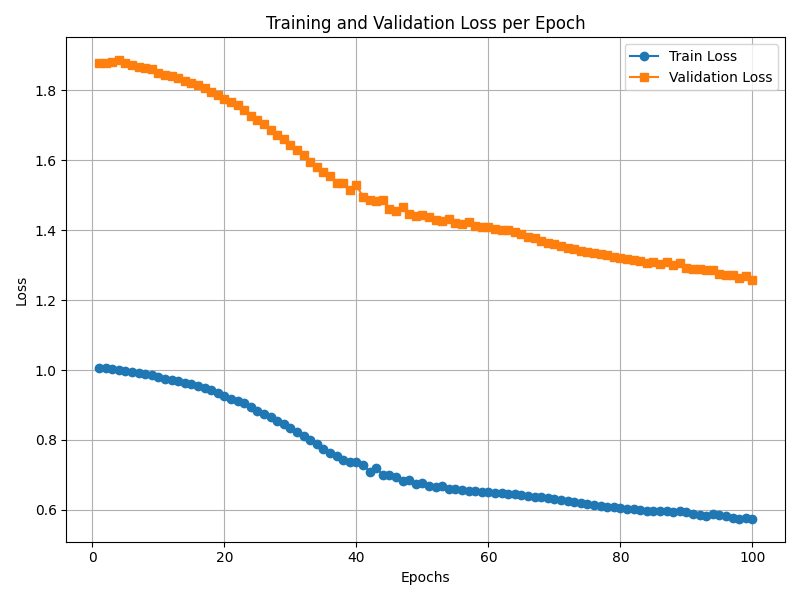 Training and Validation Loss per Epoch
Train Loss
Validation Loss
Loss
1.8
1.6
1.4
1.2
1.0
0.8
0.6
0
20
40
60
80
100
Epochs